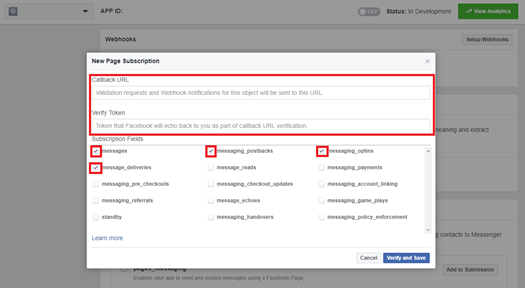 APP ID:
OFF
Status: In Development
View Analytics
Webhooks
Setup Webhooks
New Page Subscription
Callback URL
Validation requests and Webhook notifications for this object will be sent to this URL.
Verify Token
Token that Facebook will echo back to you as part of callback URL verification.
Subscription Fields
messages messaging_postbacks messaging_optins
message_deliveries message_reads messaging_payments
messaging_pre_checkouts messaging_checkout_updates messaging_account_linking
messaging_referrals message_echoes messaging_game_plays
standby messaging_handovers messaging_policy_enforcement
Learn more
Cancel Verify and Save
meaning and extract
ng contacts to Messenger
pages_messaging
Add to Submission
Enables your app to send and receive messages using a Facebook Page.